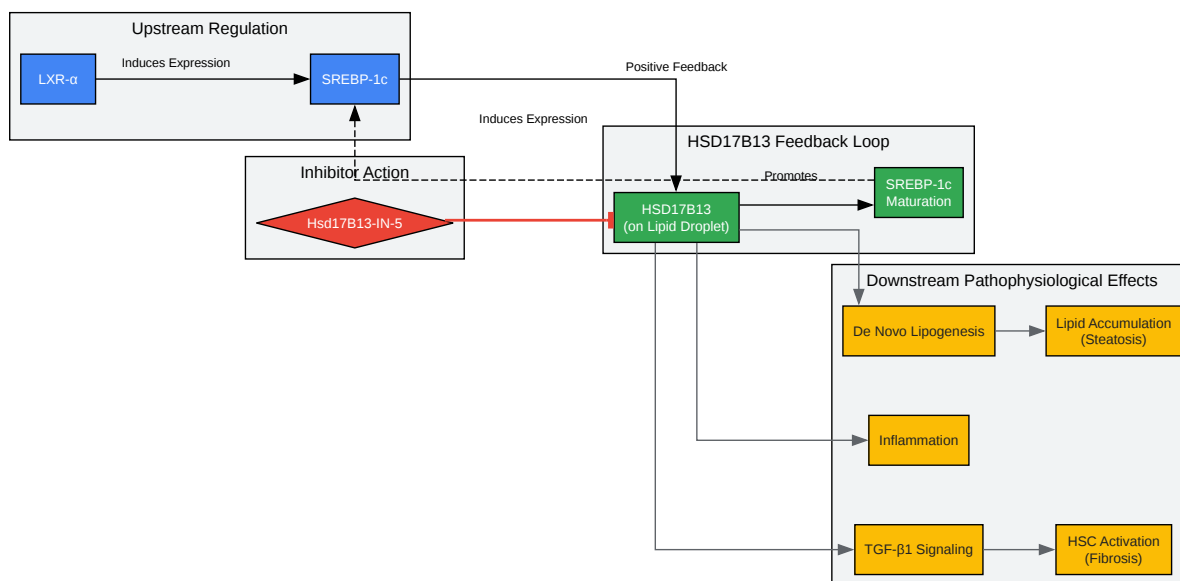 Upstream Regulation
LXR-α
Induces Expression
SREBP-1c
Positive Feedback
Induces Expression
Inhibitor Action
Hsd17B13-IN-5
HSD17B13 Feedback Loop
Promotes
HSD17B13
(on Lipid Droplet)
SREBP-1c
Maturation
Downstream Pathophysiological Effects
De Novo Lipogenesis
Lipid Accumulation
(Steatosis)
Inflammation
TGF-β1 Signaling
HSC Activation
(Fibrosis)